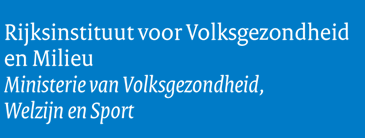 Rijksinstituut voor Volksgezondheid
en Milieu
Ministerie van Volksgezondheid,
Welzijn en Sport